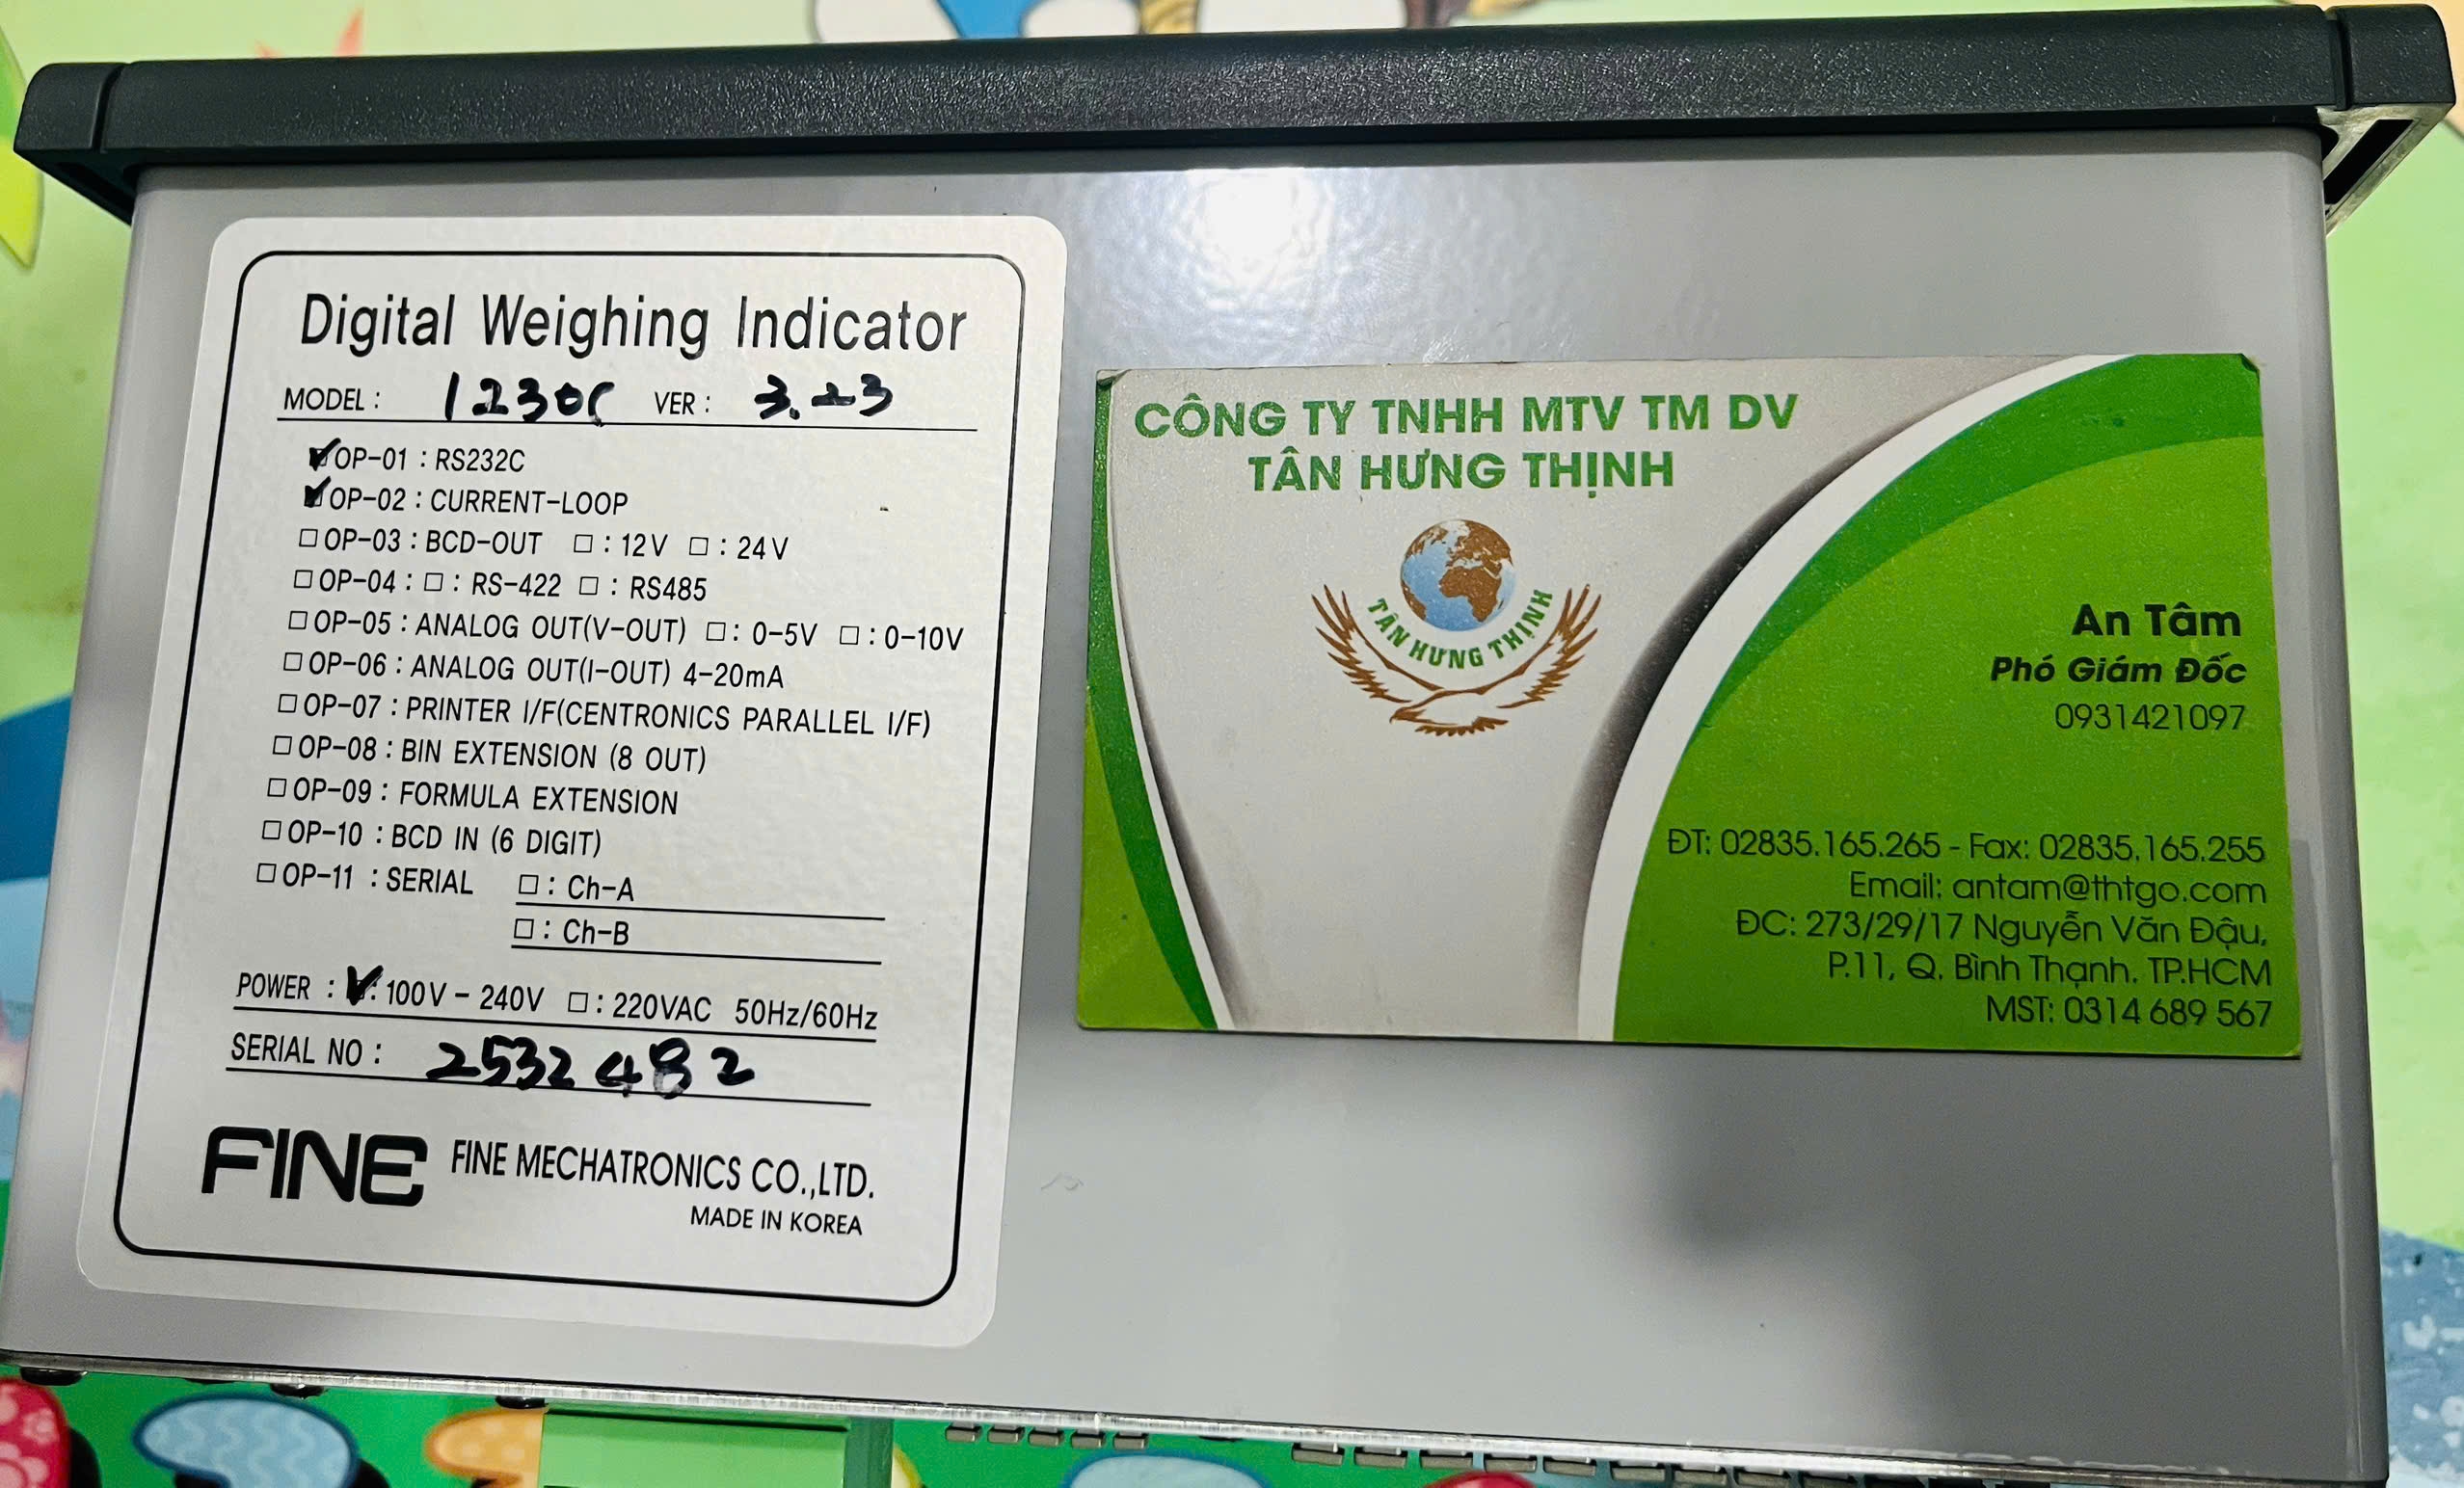 Digital Weighing Indicator
MODEL : 1230C VER : 3.23
OP-01 : RS232C
OP-02 : CURRENT-LOOP
OP-03 : BCD-OUT □ : 12V □ : 24V
OP-04 : □ : RS-422 □ : RS485
OP-05 : ANALOG OUT(V-OUT) □ : 0-5V □ : 0-10V
OP-06 : ANALOG OUT(I-OUT) 4-20mA
OP-07 : PRINTER I/F(CENTRONICS PARALLEL I/F)
OP-08 : BIN EXTENSION (8 OUT)
OP-09 : FORMULA EXTENSION
OP-10 : BCD IN (6 DIGIT)
OP-11 : SERIAL □ : Ch-A
□ : Ch-B
POWER : 100V - 240V □ : 220VAC 50Hz/60Hz
SERIAL NO : 2532482
FINE FINE MECHATRONICS CO.,LTD.
MADE IN KOREA
CÔNG TY TNHH MTV TM DV
TÂN HƯNG THỊNH
TÂN HƯNG THỊNH
An Tâm
Phó Giám Đốc
0931421097
ĐT: 02835.165.265 - Fax: 02835.165.255
Email: antam@thtgo.com
ĐC: 273/29/17 Nguyễn Văn Đậu,
P.11, Q. Bình Thạnh. TP.HCM
MST: 0314 689 567